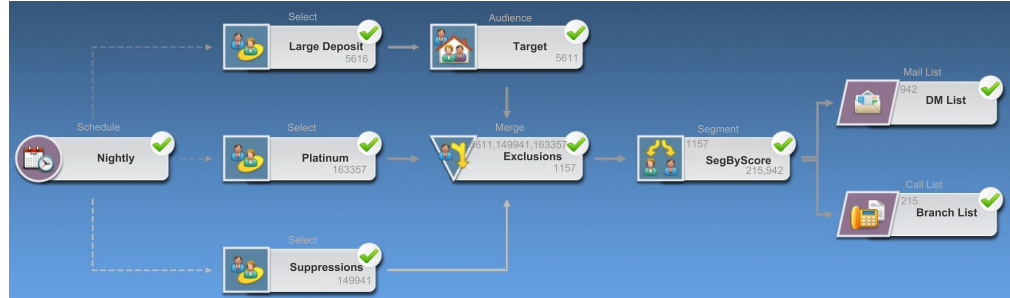 Select
Large Deposit
5616
Audience
Target
5611
Schedule
Nightly
Select
Platinum
163357
Merge
5611,149941,163357
Exclusions
1157
Segment
1157
SegByScore
215,942
Mail List
942
DM List
Call List
215
Branch List
Select
Suppressions
149941